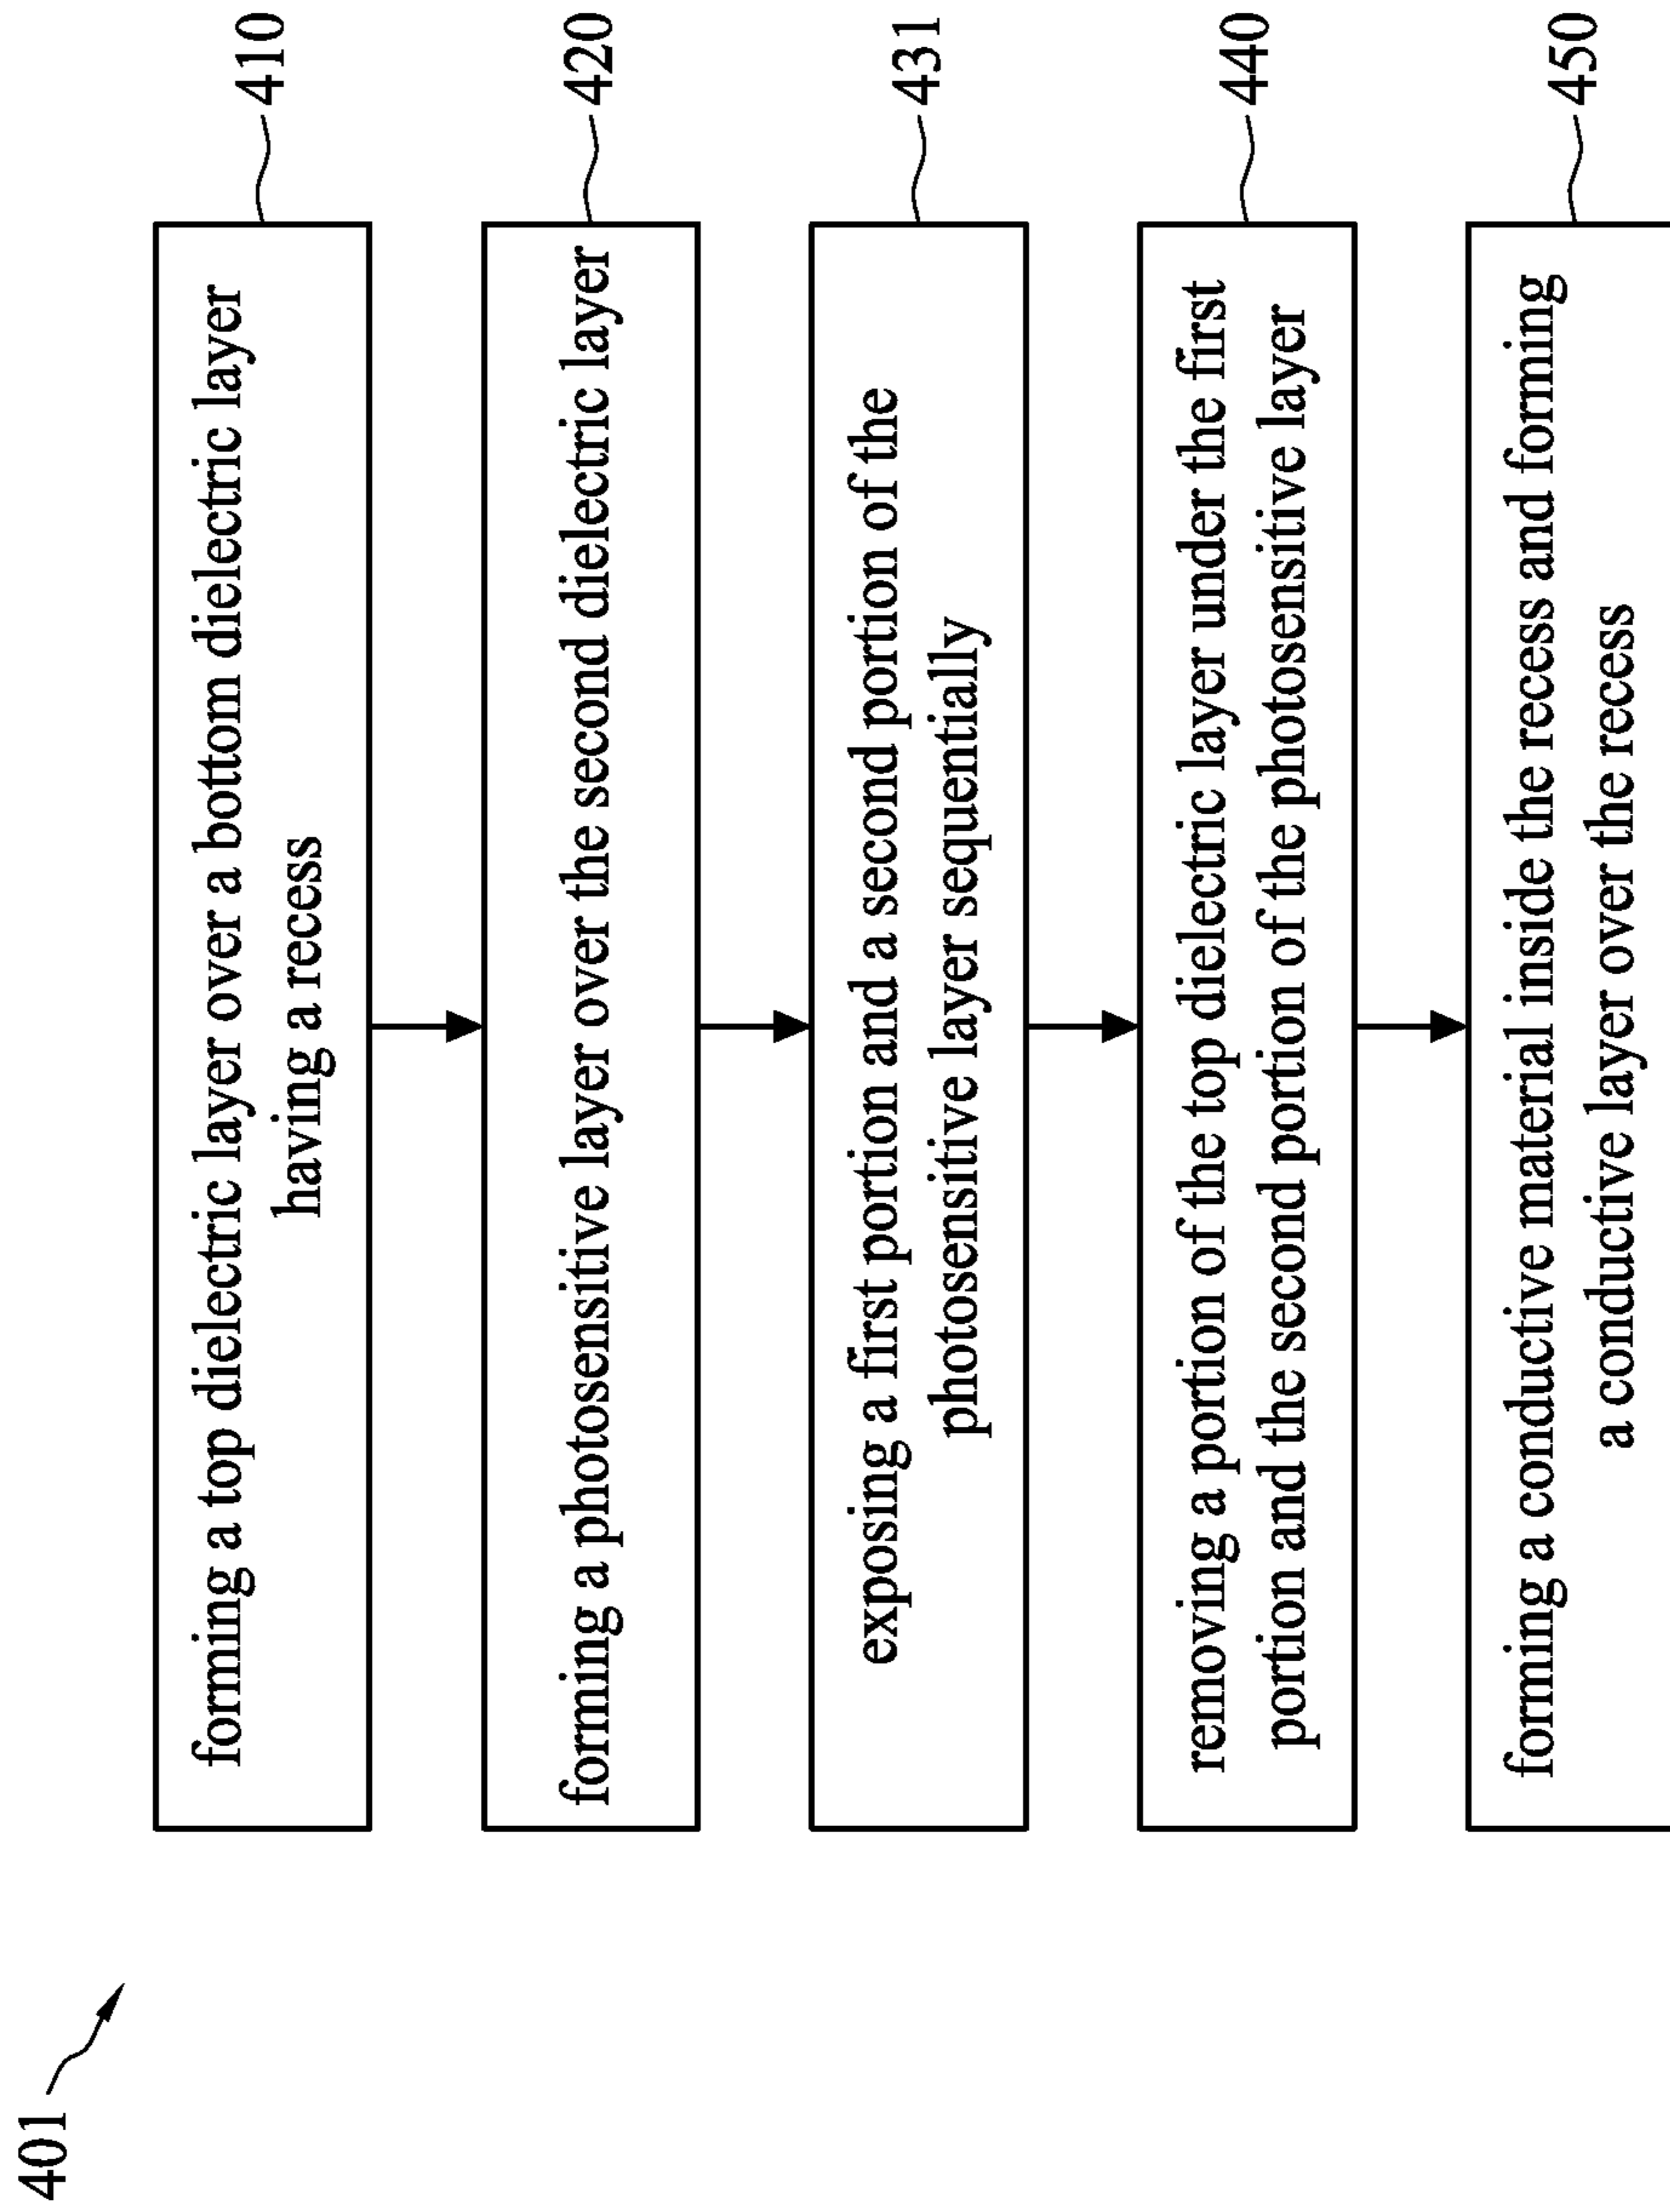 401
forming a top dielectric layer over a bottom dielectric layer
having a recess
410
forming a photosensitive layer over the second dielectric layer
420
exposing a first portion and a second portion of the
photosensitive layer sequentially
431
removing a portion of the top dielectric layer under the first
portion and the second portion of the photosensitive layer
440
forming a conductive material inside the recess and forming
a conductive layer over the recess
450